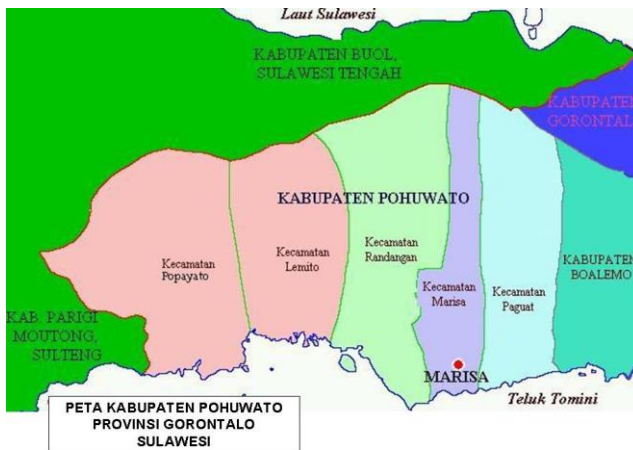 Laut Sulawesi
KABUPATEN BUOL,
SULAWESI TENGAH
KABUPATEN
GORONTALO
KABUPATEN POHUWATO
Kecamatan
Popayato
Kecamatan
Lemito
Kecamatan
Randangan
Kecamatan
Marisa
Kecamatan
Paguat
KABUPATEN
BOALEMO
KAB. PARIGI
MOUTONG,
SULTENG
MARISA
Teluk Tomini
PETA KABUPATEN POHUWATO
PROVINSI GORONTALO
SULAWESI